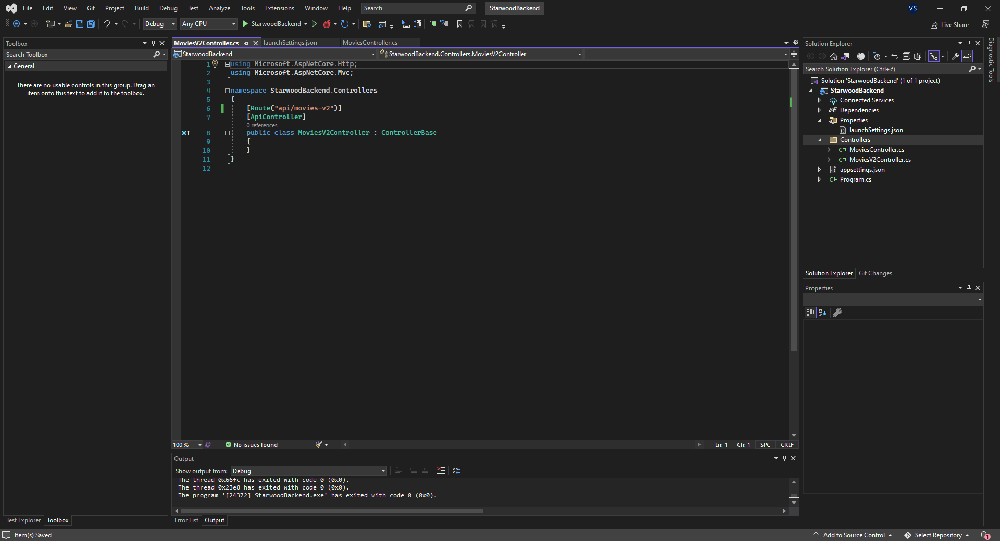 File Edit View Git Project Build Debug Test Analyze Tools Extensions Window Help Search StarwoodBackend VS
Debug Any CPU StarwoodBackend Live Share
Toolbox
Search Toolbox
General
There are no usable controls in this group. Drag an
item onto this text to add it to the toolbox.
Test Explorer Toolbox
MoviesV2Controller.cs launchSettings.json MoviesController.cs
StarwoodBackend StarwoodBackend.Controllers.MoviesV2Controller
1 using Microsoft.AspNetCore.Http;
2 using Microsoft.AspNetCore.Mvc;
3
4 namespace StarwoodBackend.Controllers
5 {
6 [Route("api/movies-v2")]
7 [ApiController]
0 references
8 public class MoviesV2Controller : ControllerBase
9 {
10 }
11 }
12
100 % No issues found Ln: 1 Ch: 1 SPC CRLF
Output
Show output from: Debug
The thread 0x66fc has exited with code 0 (0x0).
The thread 0x23e8 has exited with code 0 (0x0).
The program '[24372] StarwoodBackend.exe' has exited with code 0 (0x0).
Error List Output
Solution Explorer
Search Solution Explorer (Ctrl+č)
Solution 'StarwoodBackend' (1 of 1 project)
StarwoodBackend
Connected Services
Dependencies
Properties
launchSettings.json
Controllers
C# MoviesController.cs
C# MoviesV2Controller.cs
appsettings.json
C# Program.cs
Solution Explorer Git Changes
Properties
Diagnostic Tools
Item(s) Saved Add to Source Control Select Repository 1